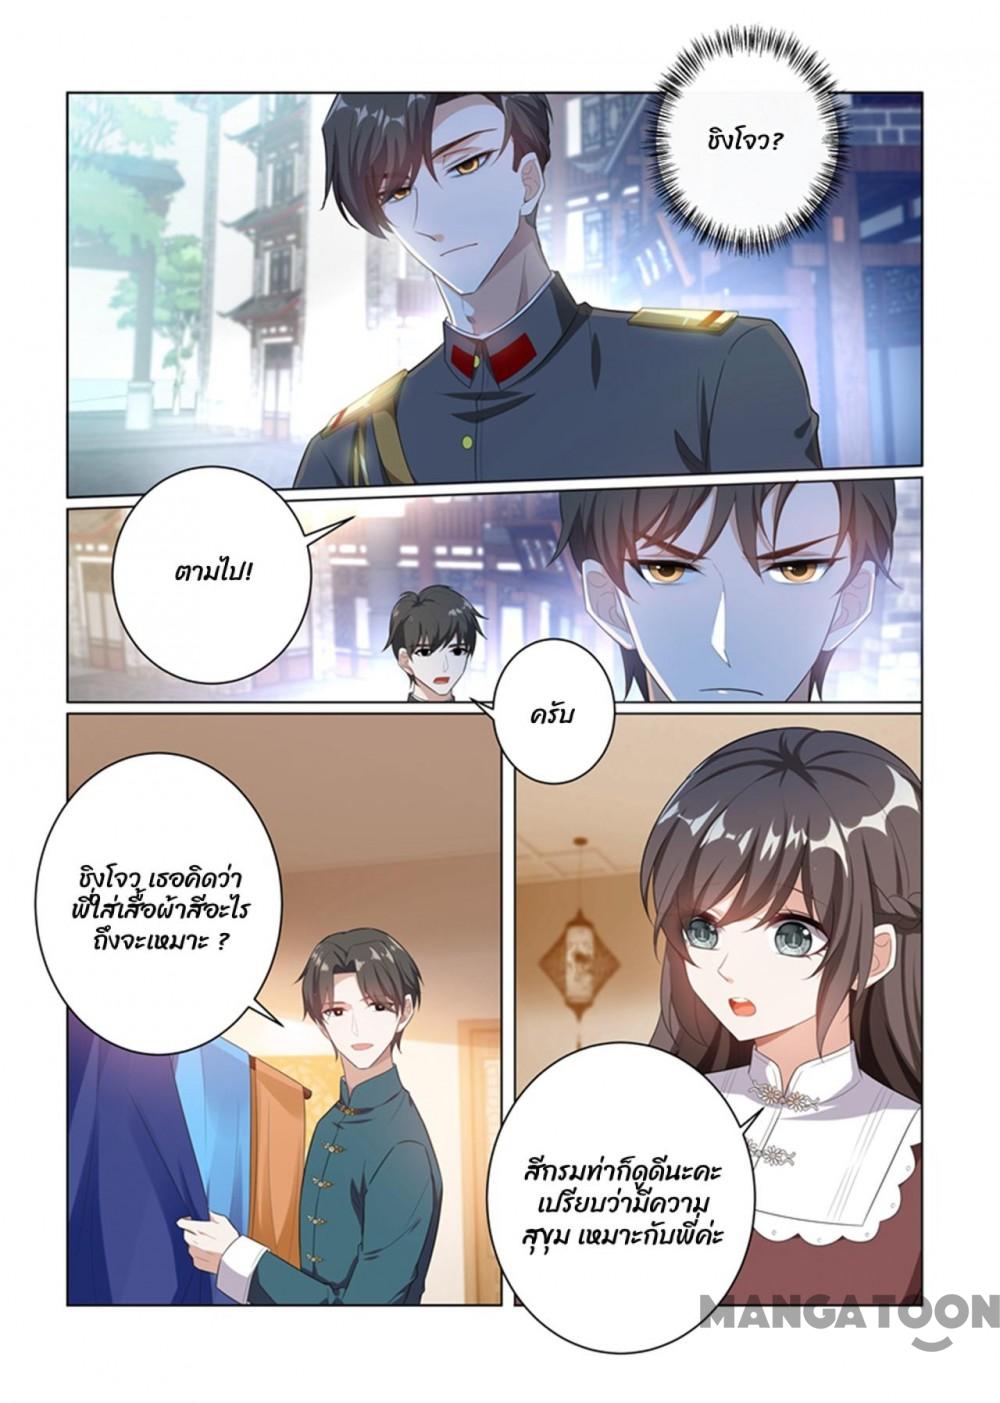 ชิงโจว?
ตามไป!
ครับ
ชิงโจว เธอคิดว่า
พี่ใส่เสื้อผ้าสีอะไร
ถึงจะเหมาะ ?
สีกรมท่าก็ดูดีนะคะ
เปรียบว่ามีความ
สุขุม เหมาะกับพี่ค่ะ
MANGATOON